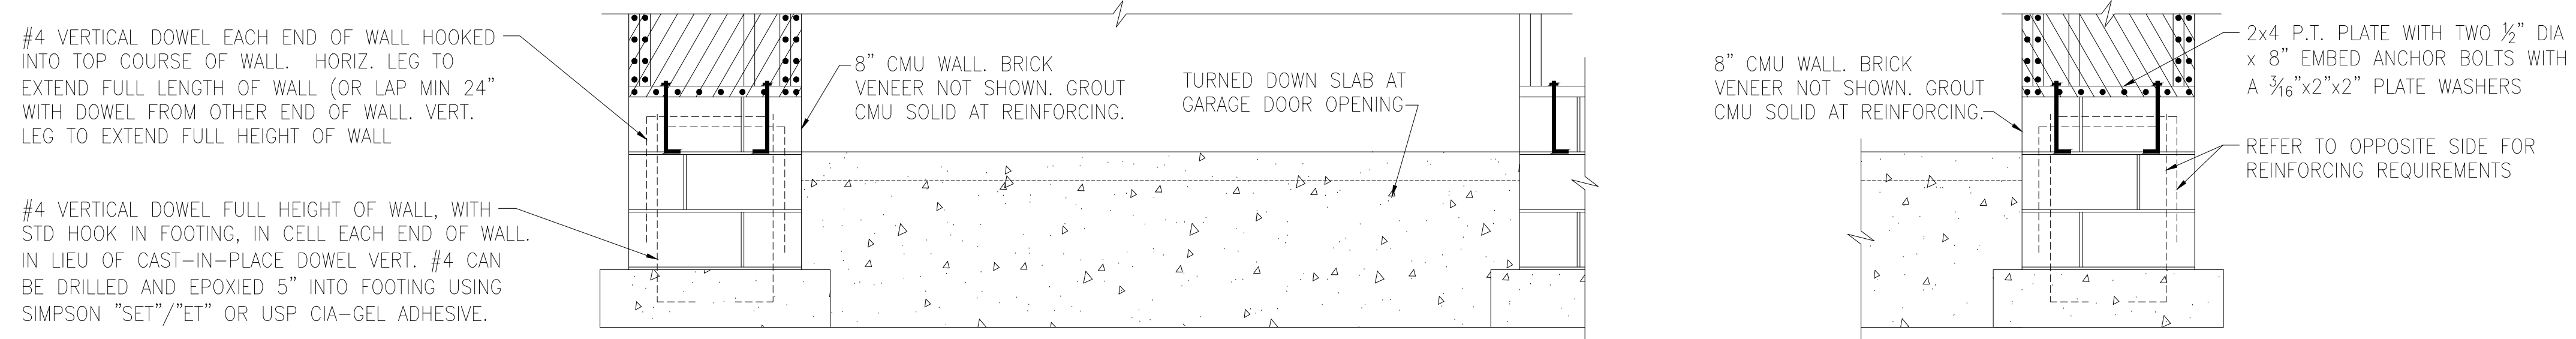 #4 VERTICAL DOWEL EACH END OF WALL HOOKED
INTO TOP COURSE OF WALL. HORIZ. LEG TO
EXTEND FULL LENGTH OF WALL (OR LAP MIN 24"
WITH DOWEL FROM OTHER END OF WALL. VERT.
LEG TO EXTEND FULL HEIGHT OF WALL
#4 VERTICAL DOWEL FULL HEIGHT OF WALL, WITH
STD HOOK IN FOOTING, IN CELL EACH END OF WALL.
IN LIEU OF CAST-IN-PLACE DOWEL VERT. #4 CAN
BE DRILLED AND EPOXIED 5" INTO FOOTING USING
SIMPSON "SET"/"ET" OR USP CIA-GEL ADHESIVE.
8" CMU WALL. BRICK
VENEER NOT SHOWN. GROUT
CMU SOLID AT REINFORCING.
TURNED DOWN SLAB AT
GARAGE DOOR OPENING
8" CMU WALL. BRICK
VENEER NOT SHOWN. GROUT
CMU SOLID AT REINFORCING.
2x4 P.T. PLATE WITH TWO ½" DIA
x 8" EMBED ANCHOR BOLTS WITH
A 3/16"x2"x2" PLATE WASHERS
REFER TO OPPOSITE SIDE FOR
REINFORCING REQUIREMENTS